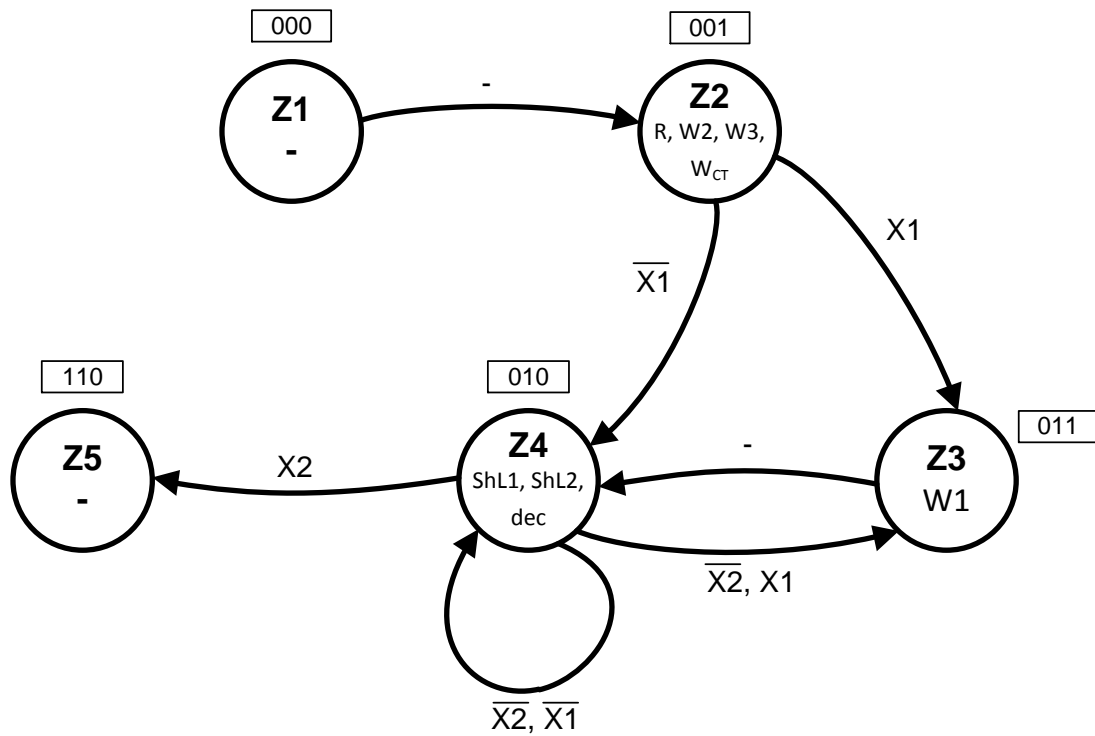 000
001
Z1
-
-
Z2
R, W2, W3,
W_CT
X1
X̅1̅
110
010
011
Z5
-
X2
Z4
ShL1, ShL2,
dec
-
Z3
W1
X̅2̅, X1
X̅2̅, X̅1̅